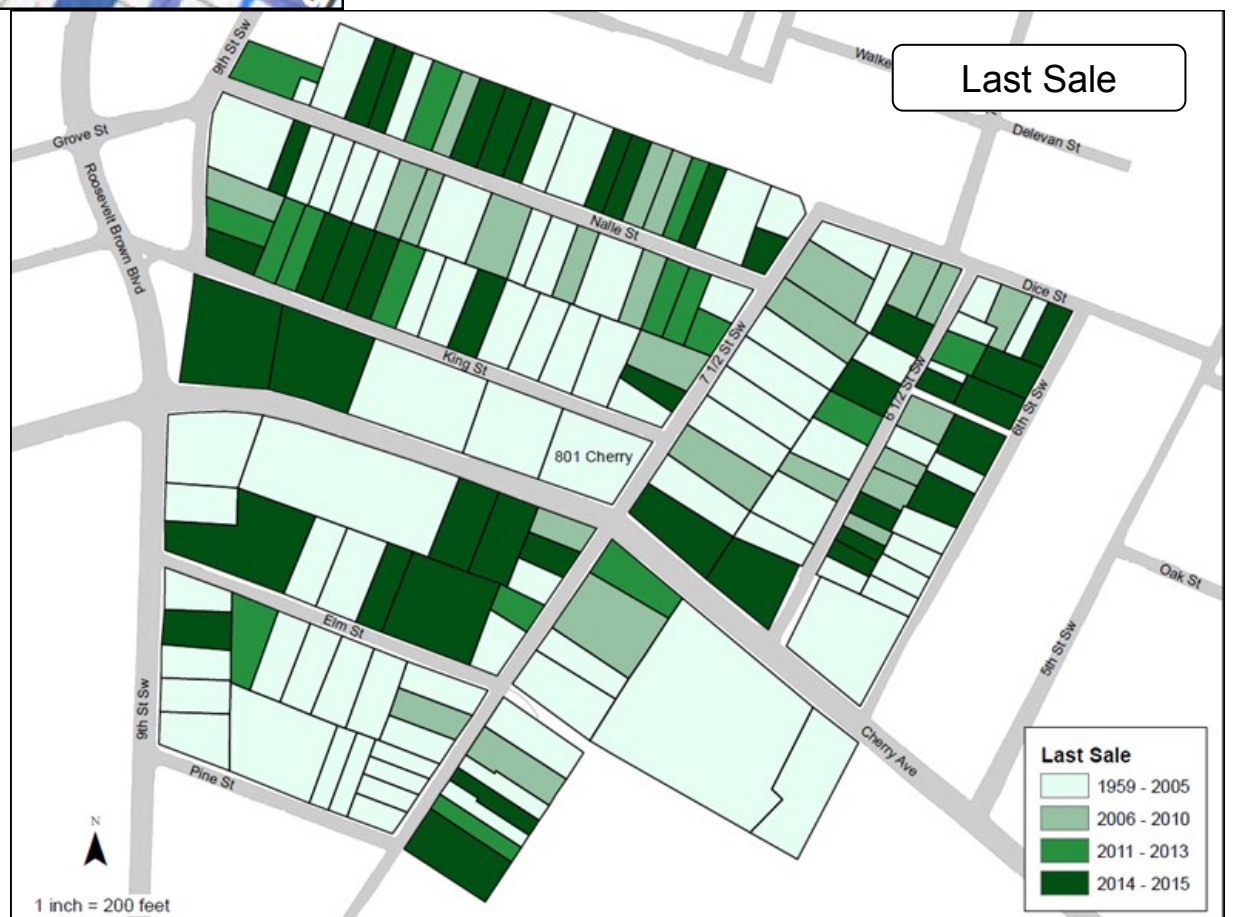 Last Sale
9th St Sw
Walke
Grove St
Delevan St
Roosevelt Brown Blvd
Nalle St
Dice St
7 1/2 St Sw
King St
6 1/2 St Sw
6th St Sw
801 Cherry
Oak St
Elm St
5th St Sw
9th St Sw
Cherry Ave
Pine St
Last Sale
1959 - 2005
2006 - 2010
2011 - 2013
2014 - 2015
N
1 inch = 200 feet